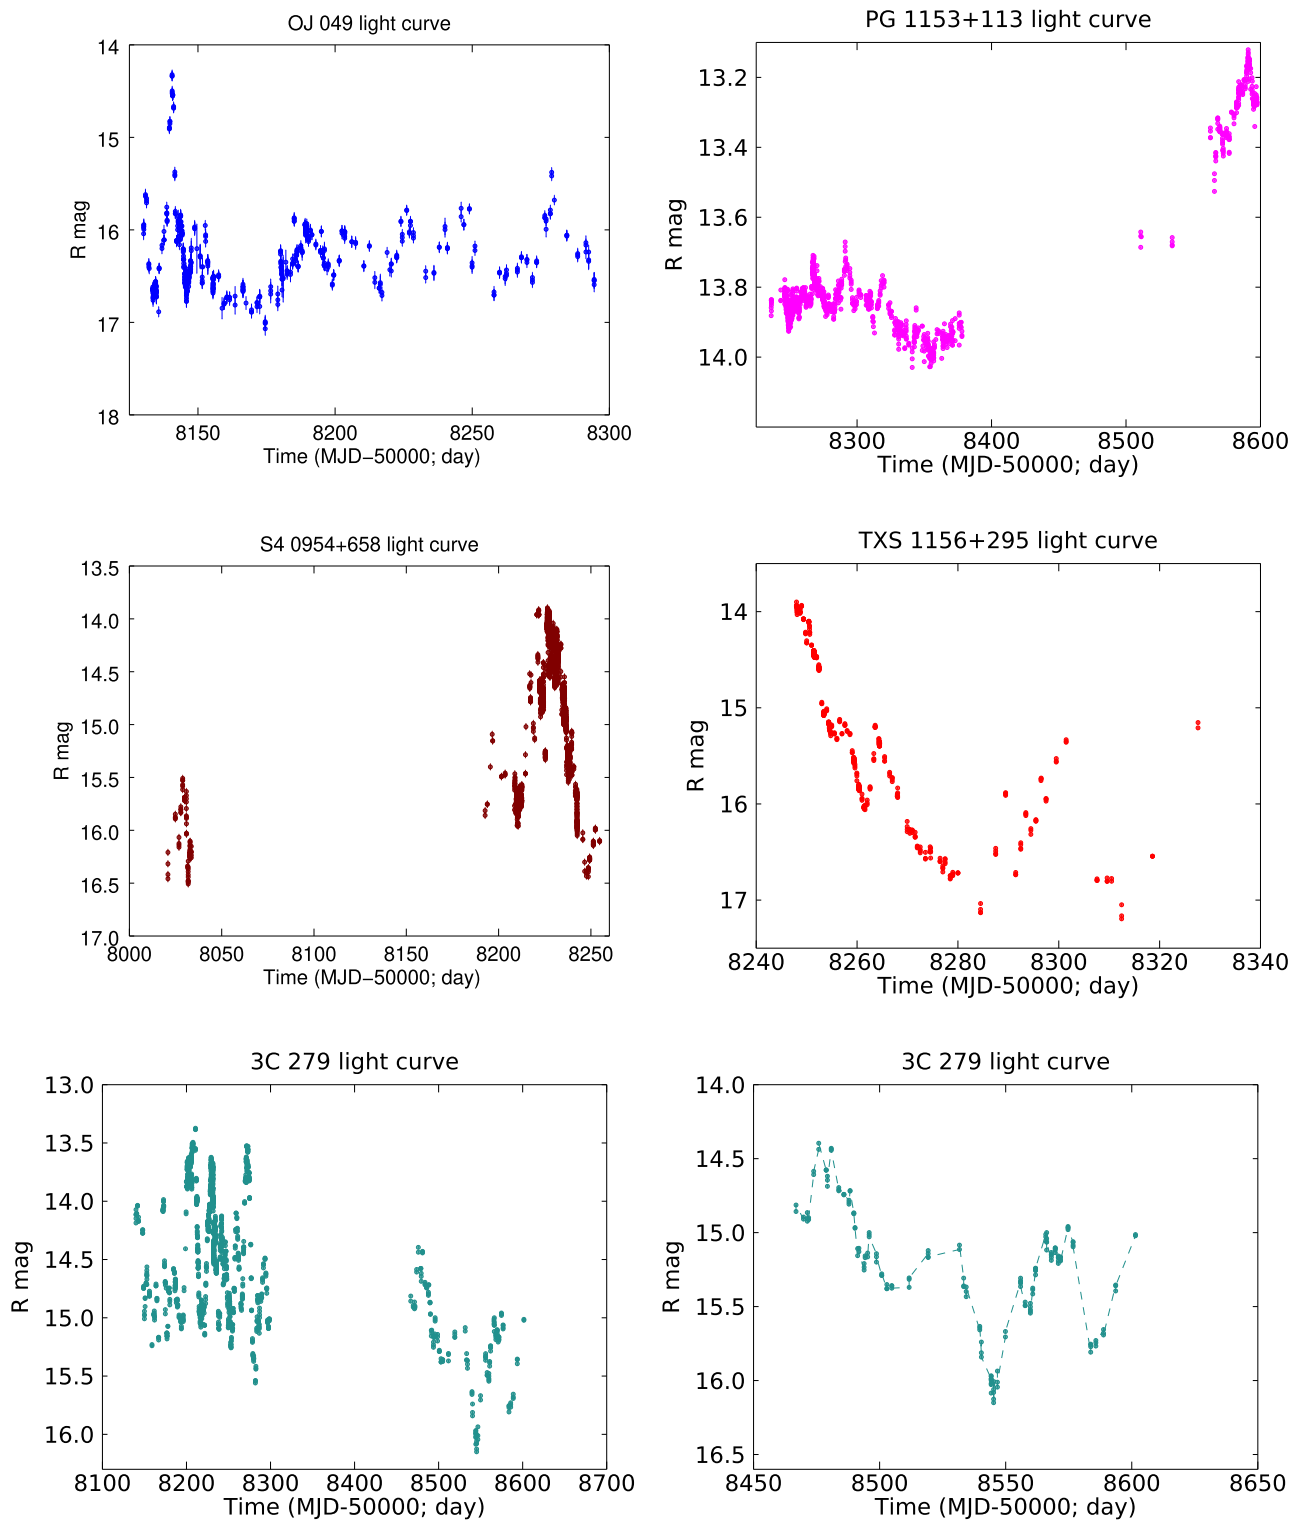 OJ 049 light curve
14
15
16
17
18
R mag
8150 8200 8250 8300
Time (MJD−50000; day)
PG 1153+113 light curve
13.2
13.4
13.6
13.8
14.0
R mag
8300 8400 8500 8600
Time (MJD-50000; day)
S4 0954+658 light curve
13.5
14.0
14.5
15.0
15.5
16.0
16.5
17.0
R mag
8000 8050 8100 8150 8200 8250
Time (MJD−50000; day)
TXS 1156+295 light curve
14
15
16
17
R mag
8240 8260 8280 8300 8320 8340
Time (MJD-50000; day)
3C 279 light curve
13.0
13.5
14.0
14.5
15.0
15.5
16.0
R mag
8100 8200 8300 8400 8500 8600 8700
Time (MJD-50000; day)
3C 279 light curve
14.0
14.5
15.0
15.5
16.0
16.5
R mag
8450 8500 8550 8600 8650
Time (MJD-50000; day)